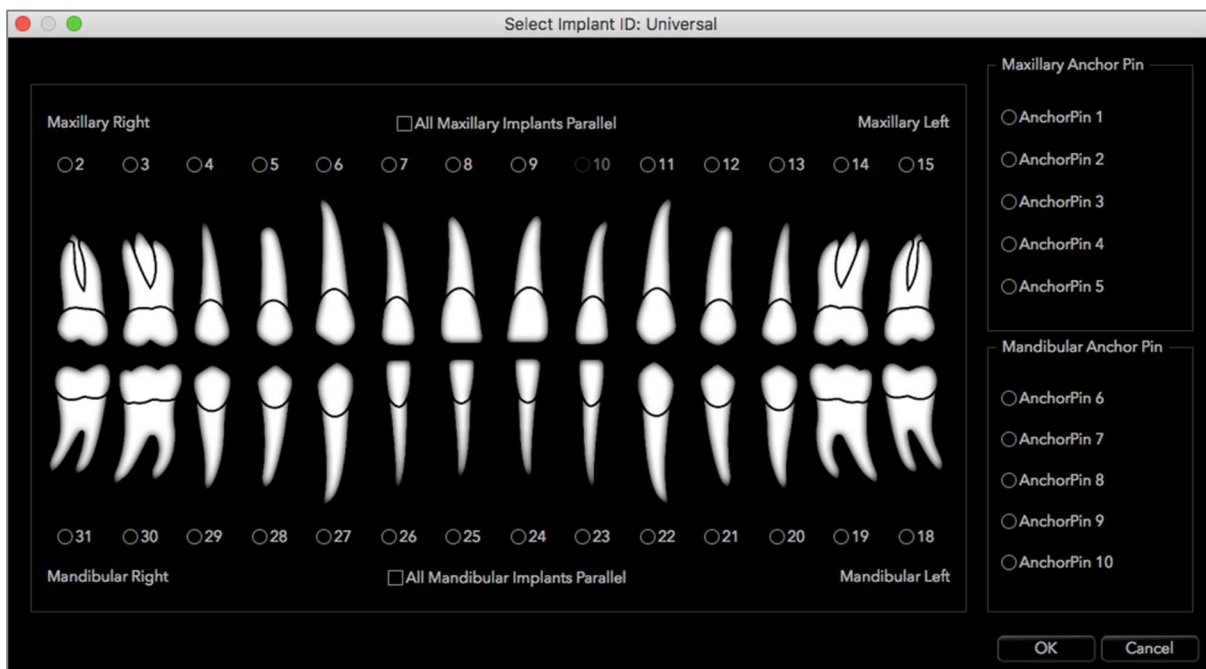 Select Implant ID: Universal
Maxillary Right
All Maxillary Implants Parallel
Maxillary Left
2 3 4 5 6 7 8 9 10 11 12 13 14 15
31 30 29 28 27 26 25 24 23 22 21 20 19 18
Mandibular Right
All Mandibular Implants Parallel
Mandibular Left
Maxillary Anchor Pin
AnchorPin 1
AnchorPin 2
AnchorPin 3
AnchorPin 4
AnchorPin 5
Mandibular Anchor Pin
AnchorPin 6
AnchorPin 7
AnchorPin 8
AnchorPin 9
AnchorPin 10
OK
Cancel